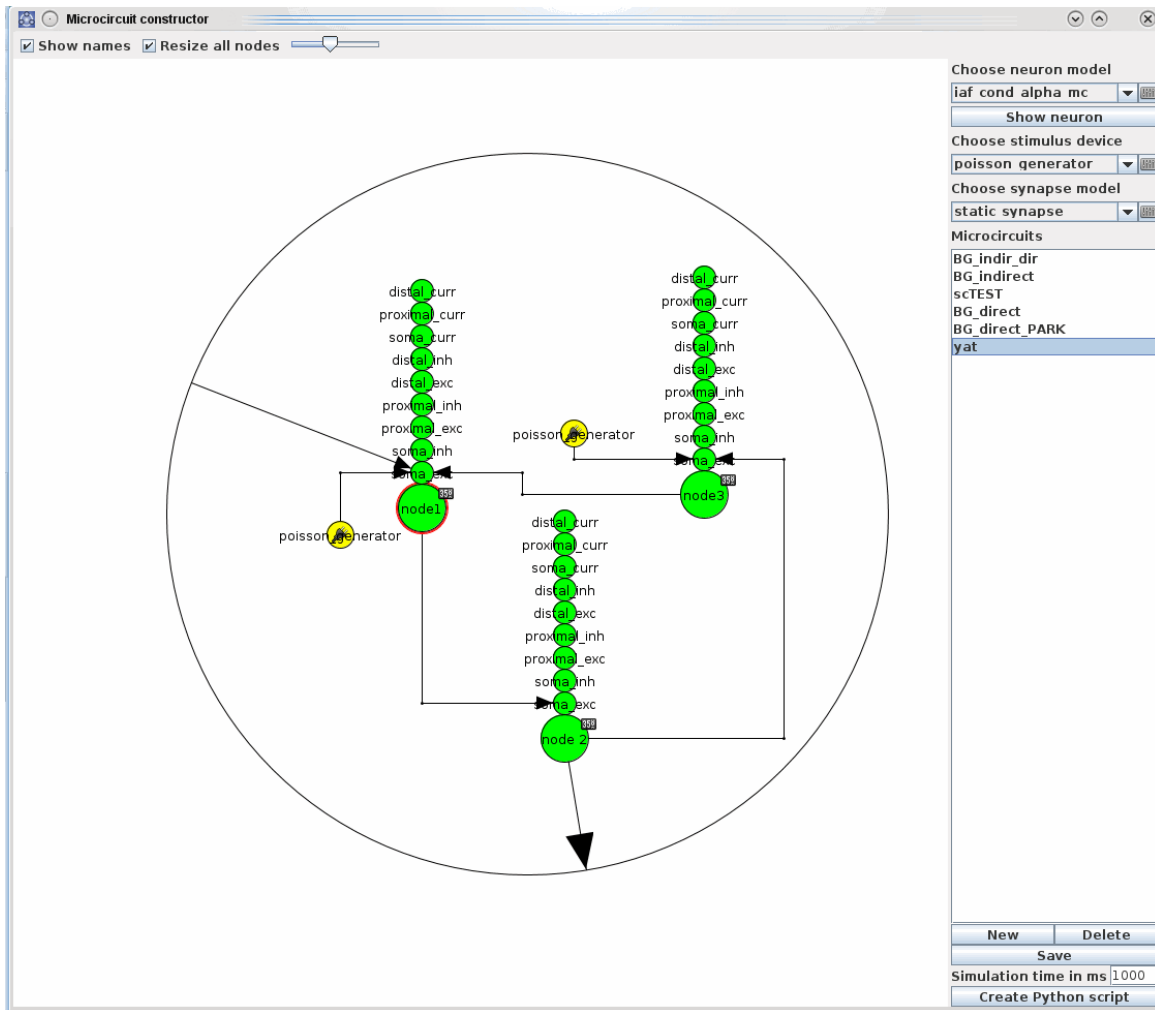 Microcircuit constructor
Show names
Resize all nodes
Choose neuron model
iaf cond alpha mc
Show neuron
Choose stimulus device
poisson generator
Choose synapse model
static synapse
Microcircuits
BG_indir_dir
BG_indirect
scTEST
BG_direct
BG_direct_PARK
yat
distal_curr
proximal_curr
soma_curr
distal_inh
distal_exc
proximal_inh
proximal_exc
soma_inh
soma_exc
node1
poisson_generator
distal_curr
proximal_curr
soma_curr
distal_inh
distal_exc
proximal_inh
proximal_exc
soma_inh
soma_exc
node3
poisson_generator
distal_curr
proximal_curr
soma_curr
distal_inh
distal_exc
proximal_inh
proximal_exc
soma_inh
soma_exc
node 2
New
Delete
Save
Simulation time in ms 1000
Create Python script